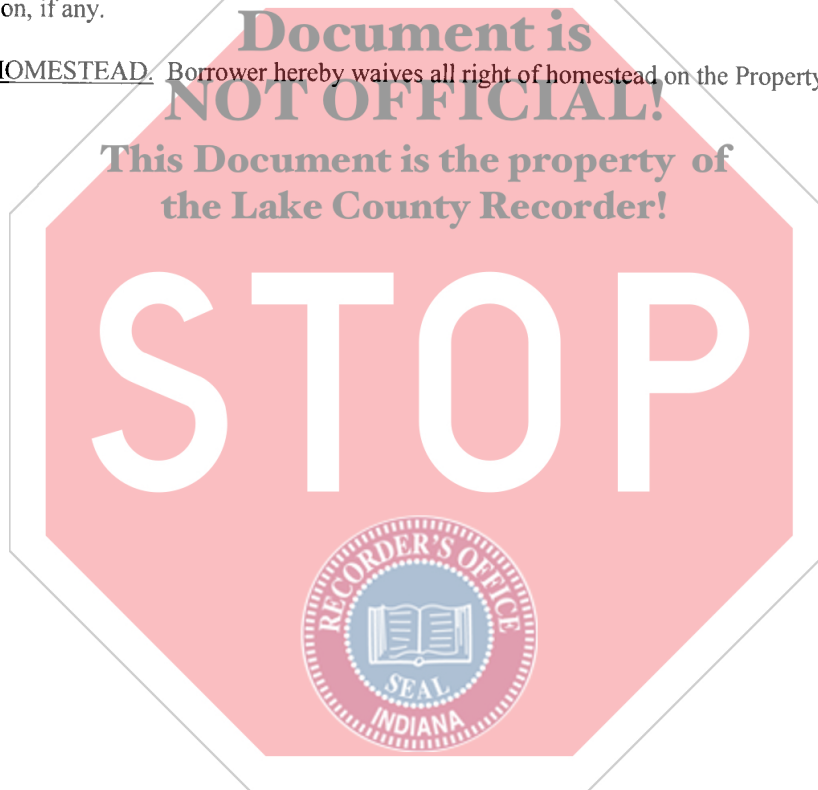 on, if any.
Document is
HOMESTEAD. Borrower hereby waives all right of homestead on the Property
NOT OFFICIAL!
This Document is the property of
the Lake County Recorder!
STOP
RECORDER'S OFFICE
SEAL
INDIANA